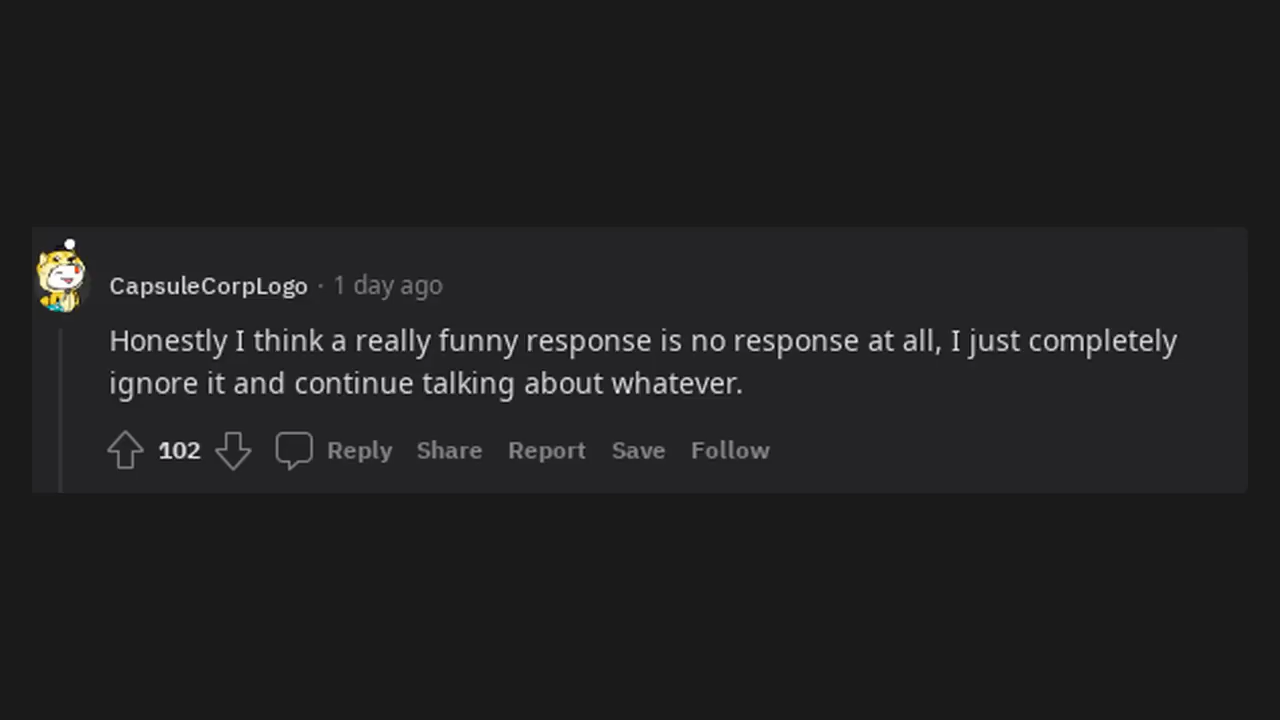 CapsuleCorpLogo · 1 day ago
Honestly I think a really funny response is no response at all, I just completely
ignore it and continue talking about whatever.
102 Reply Share Report Save Follow